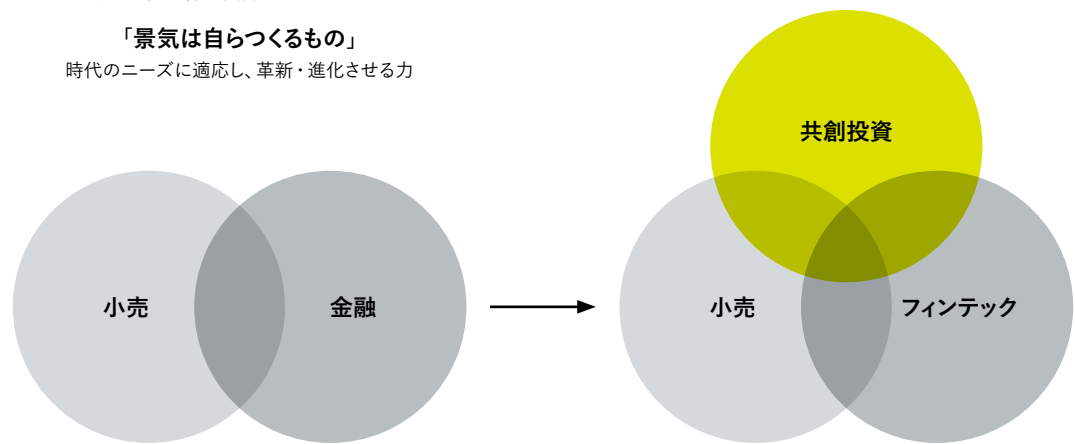 「景気は自らつくるもの」
時代のニーズに適応し、革新・進化させる力
共創投資
小売
金融
小売
フィンテック